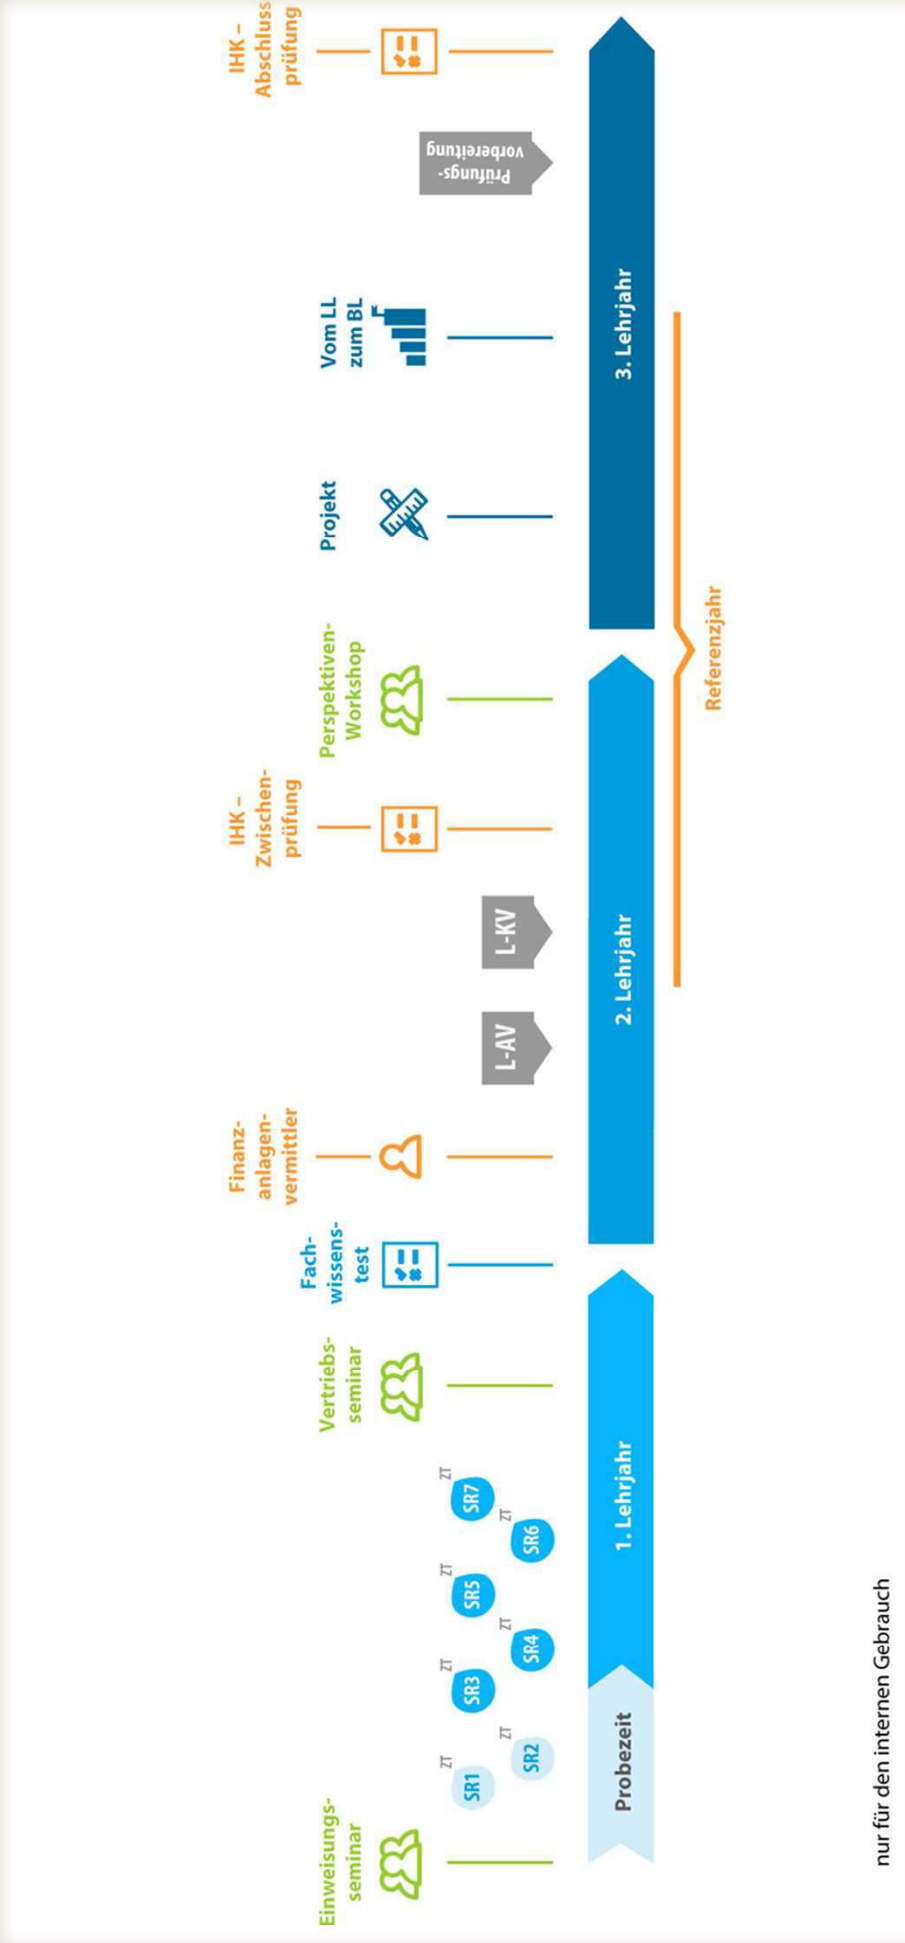 Einweisungs-
seminar
SR1
ZT
SR2
ZT
SR3
ZT
SR4
ZT
SR5
ZT
SR6
ZT
SR7
ZT
Vertriebs-
seminar
Fach-
wissens-
test
Finanz-
anlagen-
vermittler
L-AV
L-KV
IHK –
Zwischen-
prüfung
Perspektiven-
Workshop
Projekt
Vom LL
zum BL
Prüfungs-
vorbereitung
IHK –
Abschluss
prüfung
Probezeit
1. Lehrjahr
2. Lehrjahr
3. Lehrjahr
Referenzjahr
nur für den internen Gebrauch